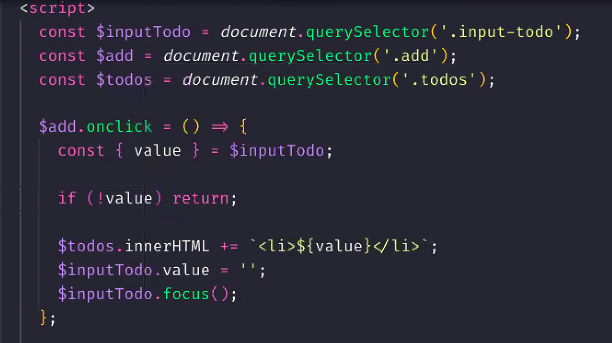 <script>
const $inputTodo = document.querySelector('.input-todo');
const $add = document.querySelector('.add');
const $todos = document.querySelector('.todos');
$add.onclick = () => {
const { value } = $inputTodo;
if (!value) return;
$todos.innerHTML += `<li>${value}</li>`;
$inputTodo.value = '';
$inputTodo.focus();
};